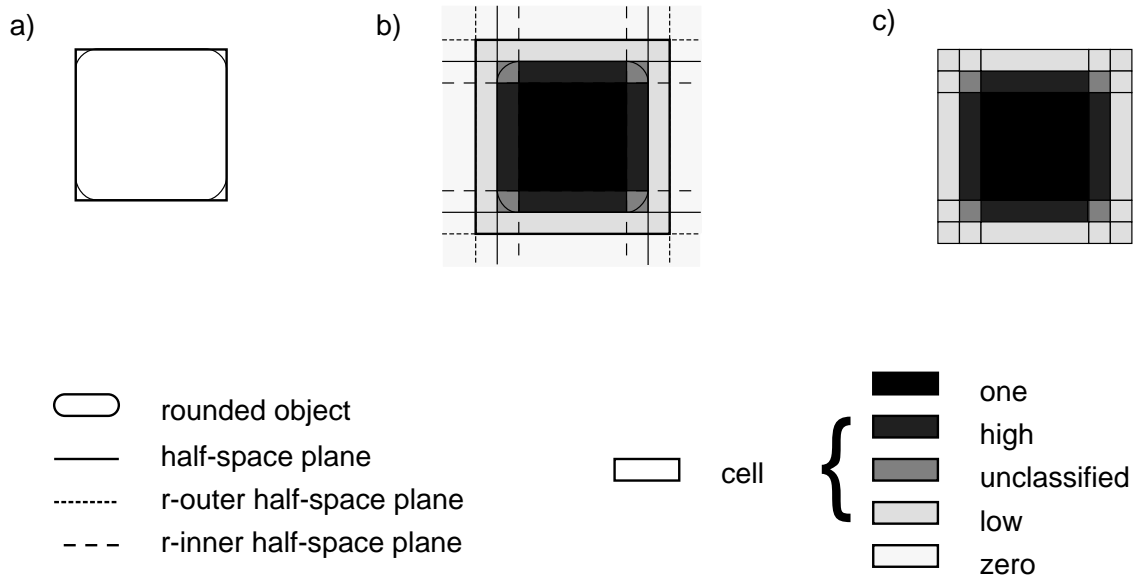 a)
b)
c)
rounded object
half-space plane
r-outer half-space plane
r-inner half-space plane
cell
{
one
high
unclassified
low
zero